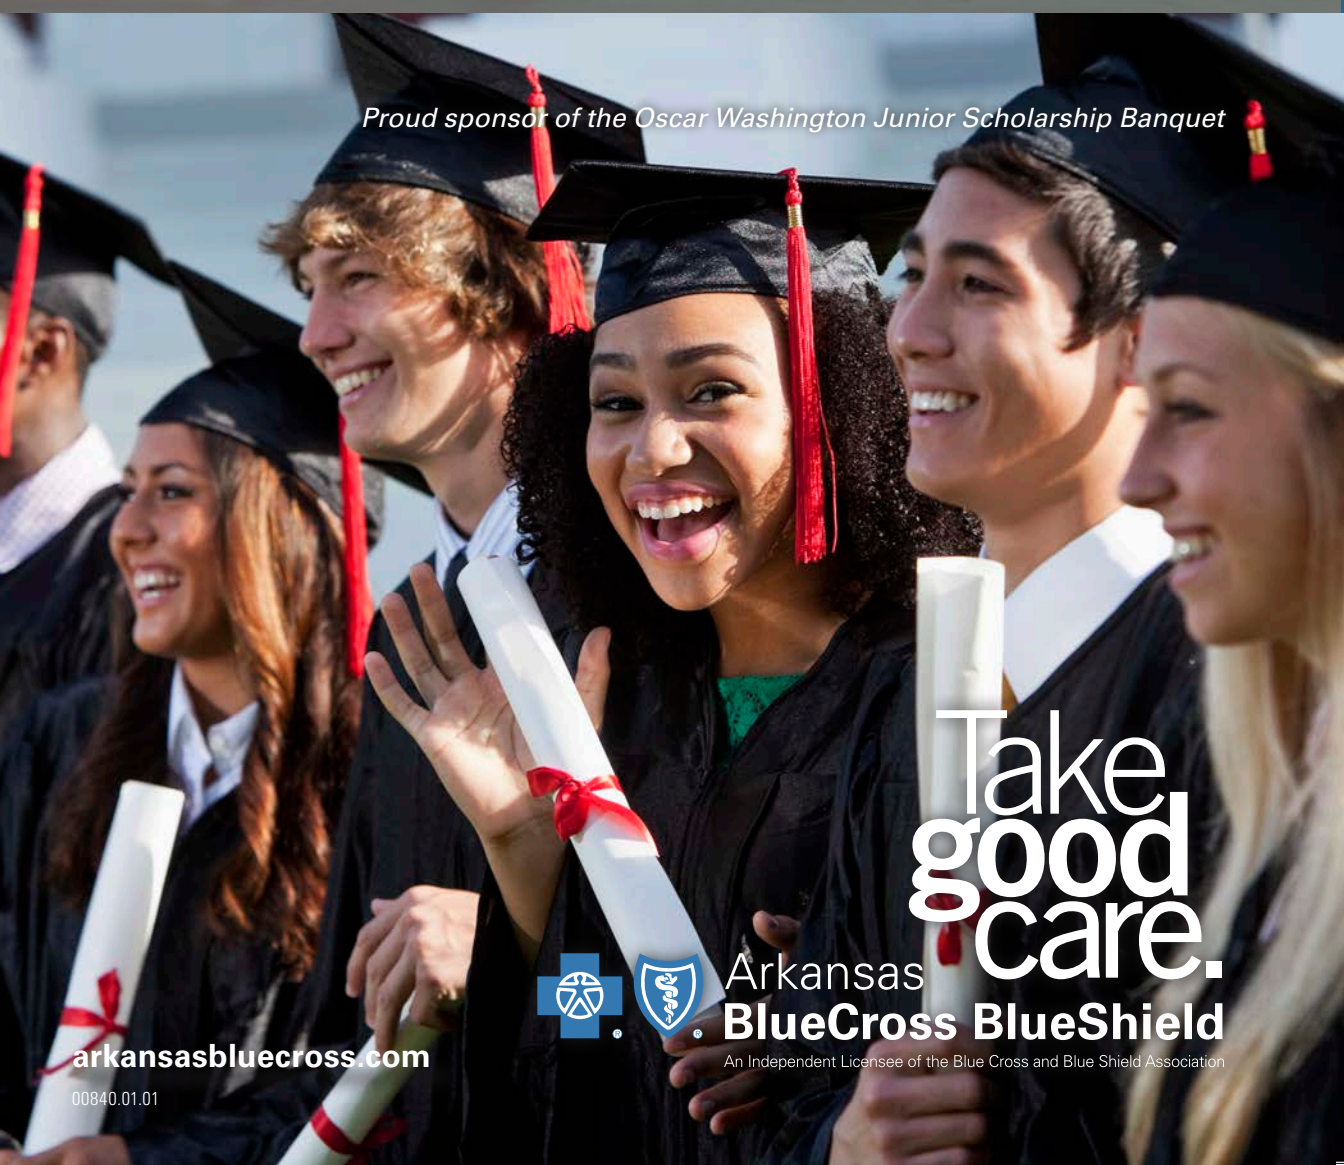 Proud sponsor of the Oscar Washington Junior Scholarship Banquet
Take
good
care.
Arkansas
BlueCross BlueShield
An Independent Licensee of the Blue Cross and Blue Shield Association
arkansasbluecross.com
00840.01.01
® ®